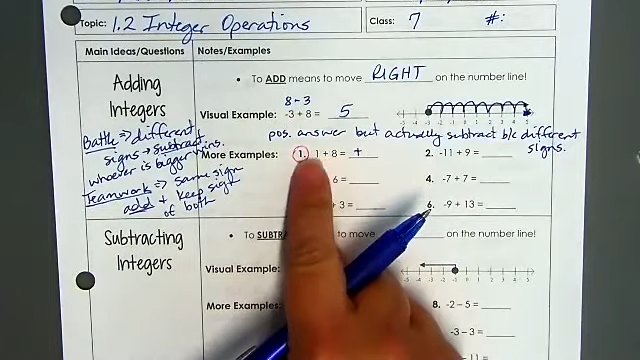 Topic: 1.2 Integer Operations
Class: 7 #:
Main Ideas/Questions
Notes/Examples
Adding
Integers
Battle => different
signs -> subtract
whoever is bigger wins.
Teamwork => same sign
add + keep sign
of both
• To ADD means to move RIGHT on the number line!
8-3
Visual Example: -3 + 8 = 5
pos. answer but actually subtract b/c different
signs.
More Examples: 1. 1 + 8 = +
2. -11 + 9 =
6 =
4. -7 + 7 =
+ 3 =
6. -9 + 13 =
Subtracting
Integers
• To SUBTR to move on the number line!
Visual Example:
More Examples:
8. -2 - 5 =
-3 - 3 =
- 11 =